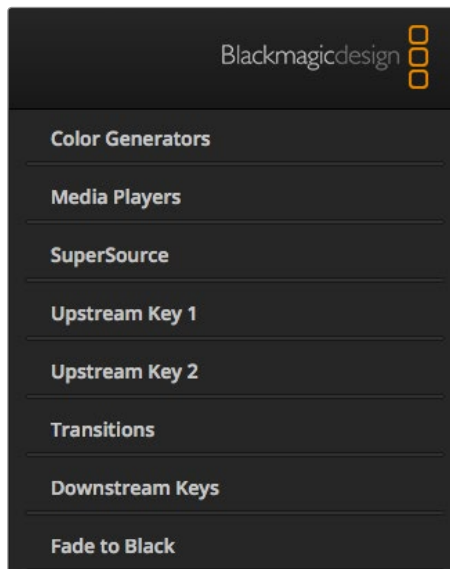 Blackmagicdesign
Color Generators
Media Players
SuperSource
Upstream Key 1
Upstream Key 2
Transitions
Downstream Keys
Fade to Black